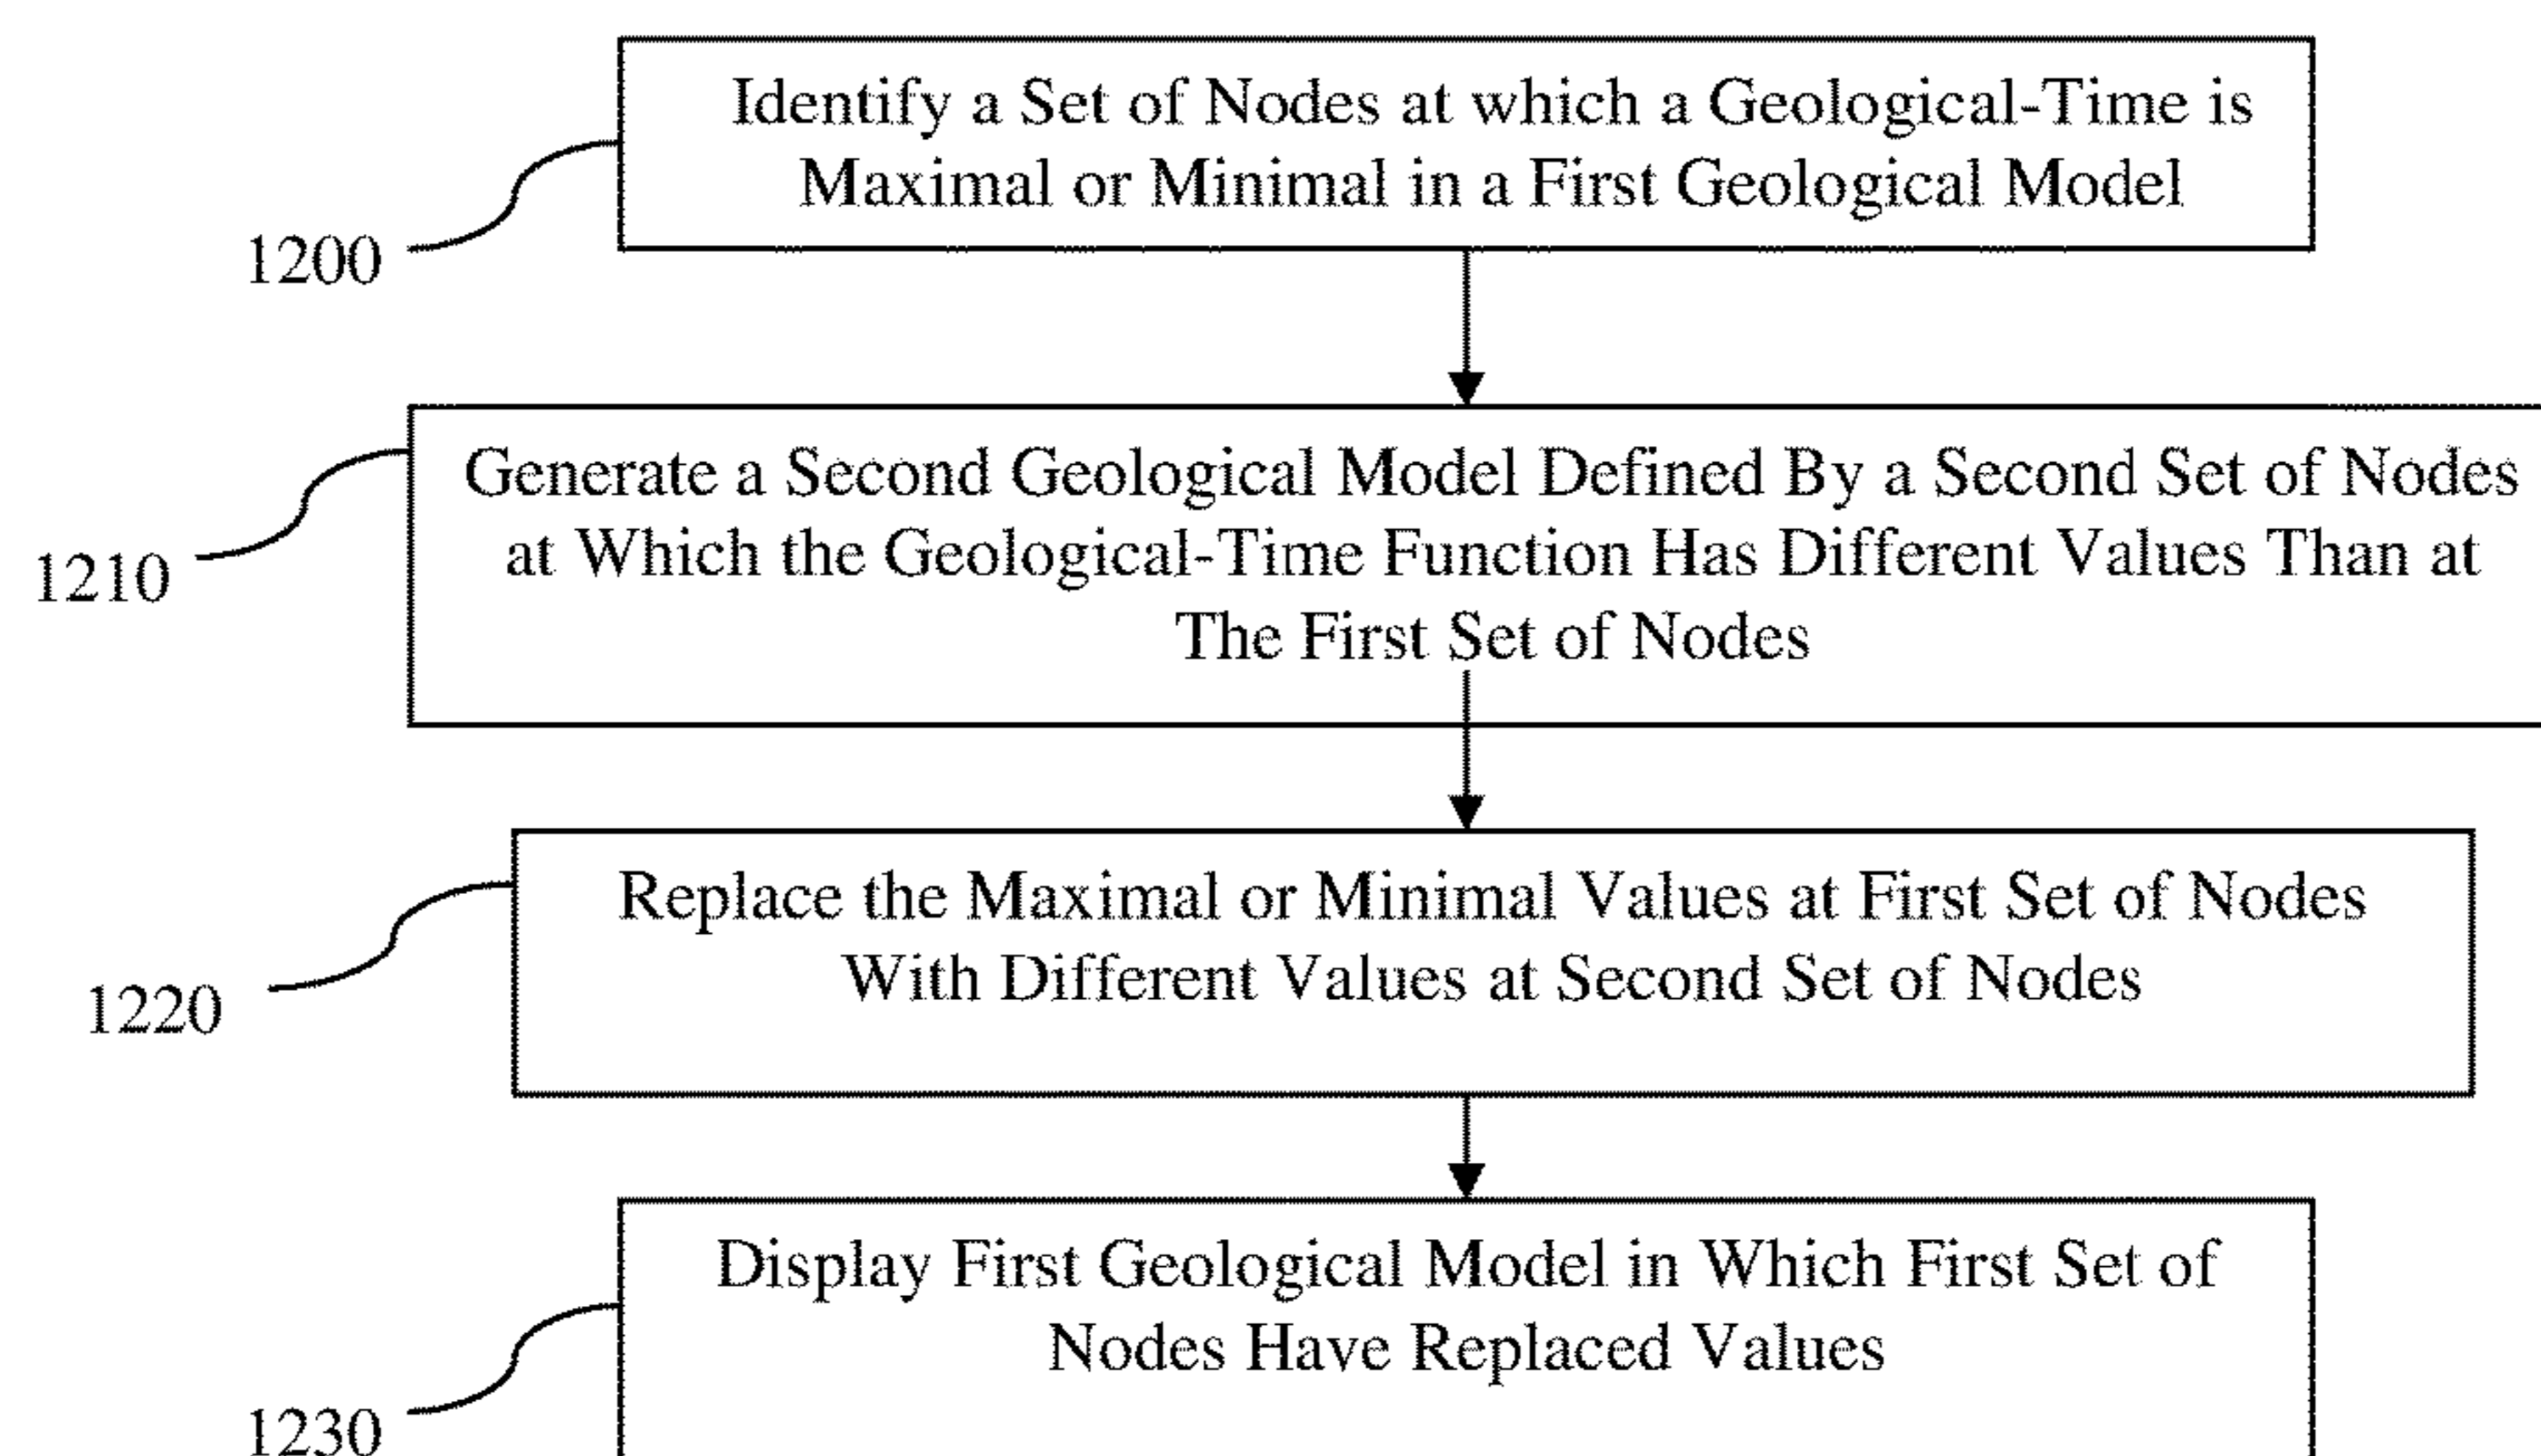 Identify a Set of Nodes at which a Geological-Time is
Maximal or Minimal in a First Geological Model
1200
Generate a Second Geological Model Defined By a Second Set of Nodes
at Which the Geological-Time Function Has Different Values Than at
The First Set of Nodes
1210
Replace the Maximal or Minimal Values at First Set of Nodes
With Different Values at Second Set of Nodes
1220
Display First Geological Model in Which First Set of
Nodes Have Replaced Values
1230